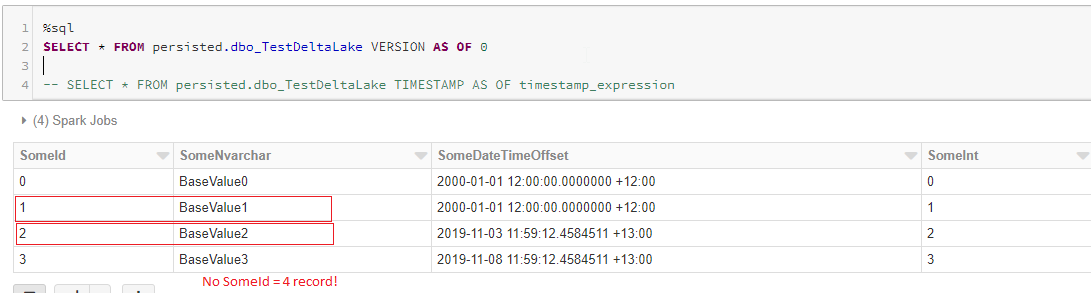 1 %sql
2 SELECT * FROM persisted.dbo_TestDeltaLake VERSION AS OF 0
3
4 -- SELECT * FROM persisted.dbo_TestDeltaLake TIMESTAMP AS OF timestamp_expression
(4) Spark Jobs
SomeId SomeNvarchar SomeDateTimeOffset SomeInt
0 BaseValue0 2000-01-01 12:00:00.0000000 +12:00 0
1 BaseValue1 2000-01-01 12:00:00.0000000 +12:00 1
2 BaseValue2 2019-11-03 11:59:12.4584511 +13:00 2
3 BaseValue3 2019-11-08 11:59:12.4584511 +13:00 3
No SomeId = 4 record!